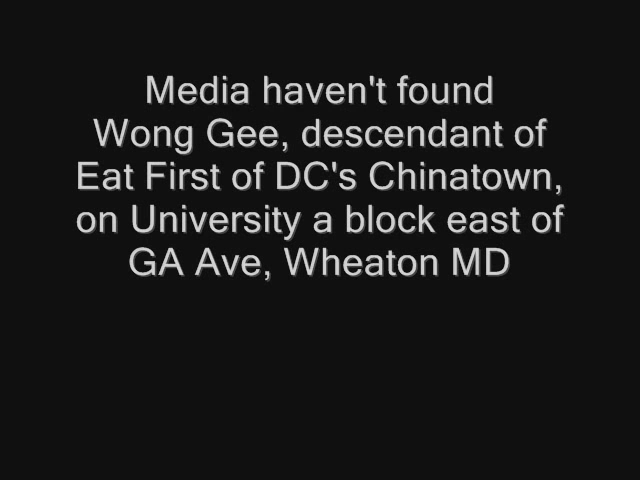 Media haven't found
Wong Gee, descendant of
Eat First of DC's Chinatown,
on University a block east of
GA Ave, Wheaton MD